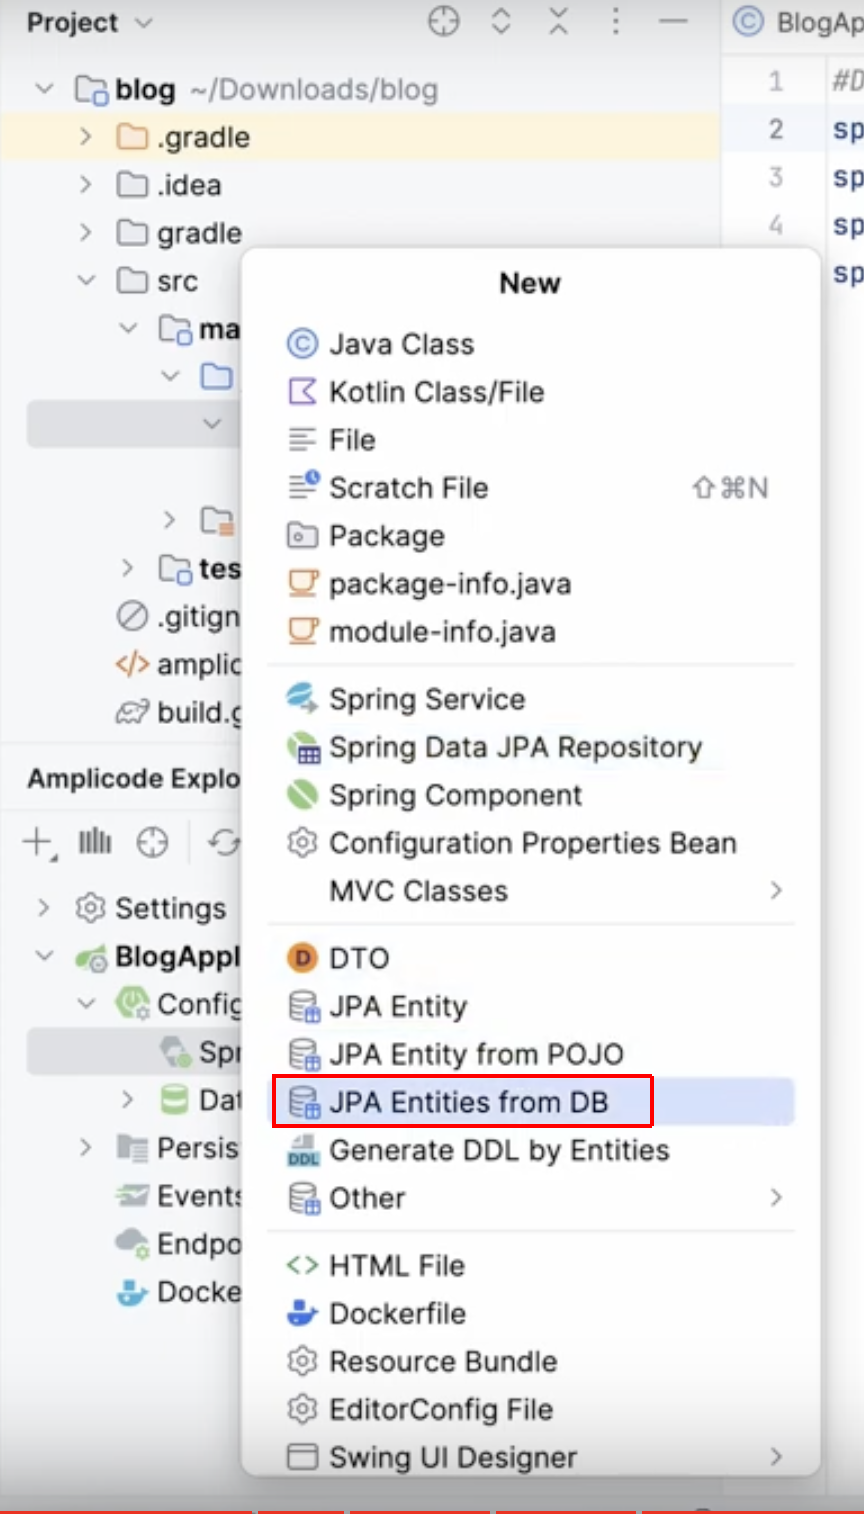 Project
BlogAp
blog ~/Downloads/blog
1 #D
.gradle
2 sp
.idea
3 sp
gradle
4 sp
src
sp
New
ma
Java Class
Kotlin Class/File
File
Scratch File ⇧⌘N
Package
package-info.java
tes
module-info.java
.gitign
amplic
build.g
Spring Service
Spring Data JPA Repository
Amplicode Explo
Spring Component
Configuration Properties Bean
MVC Classes
Settings
BlogAppl
D DTO
Config
JPA Entity
Spr
JPA Entity from POJO
Dat
JPA Entities from DB
Persis
DDL Generate DDL by Entities
Events
Other
Endpo
HTML File
Docke
Dockerfile
Resource Bundle
EditorConfig File
Swing UI Designer